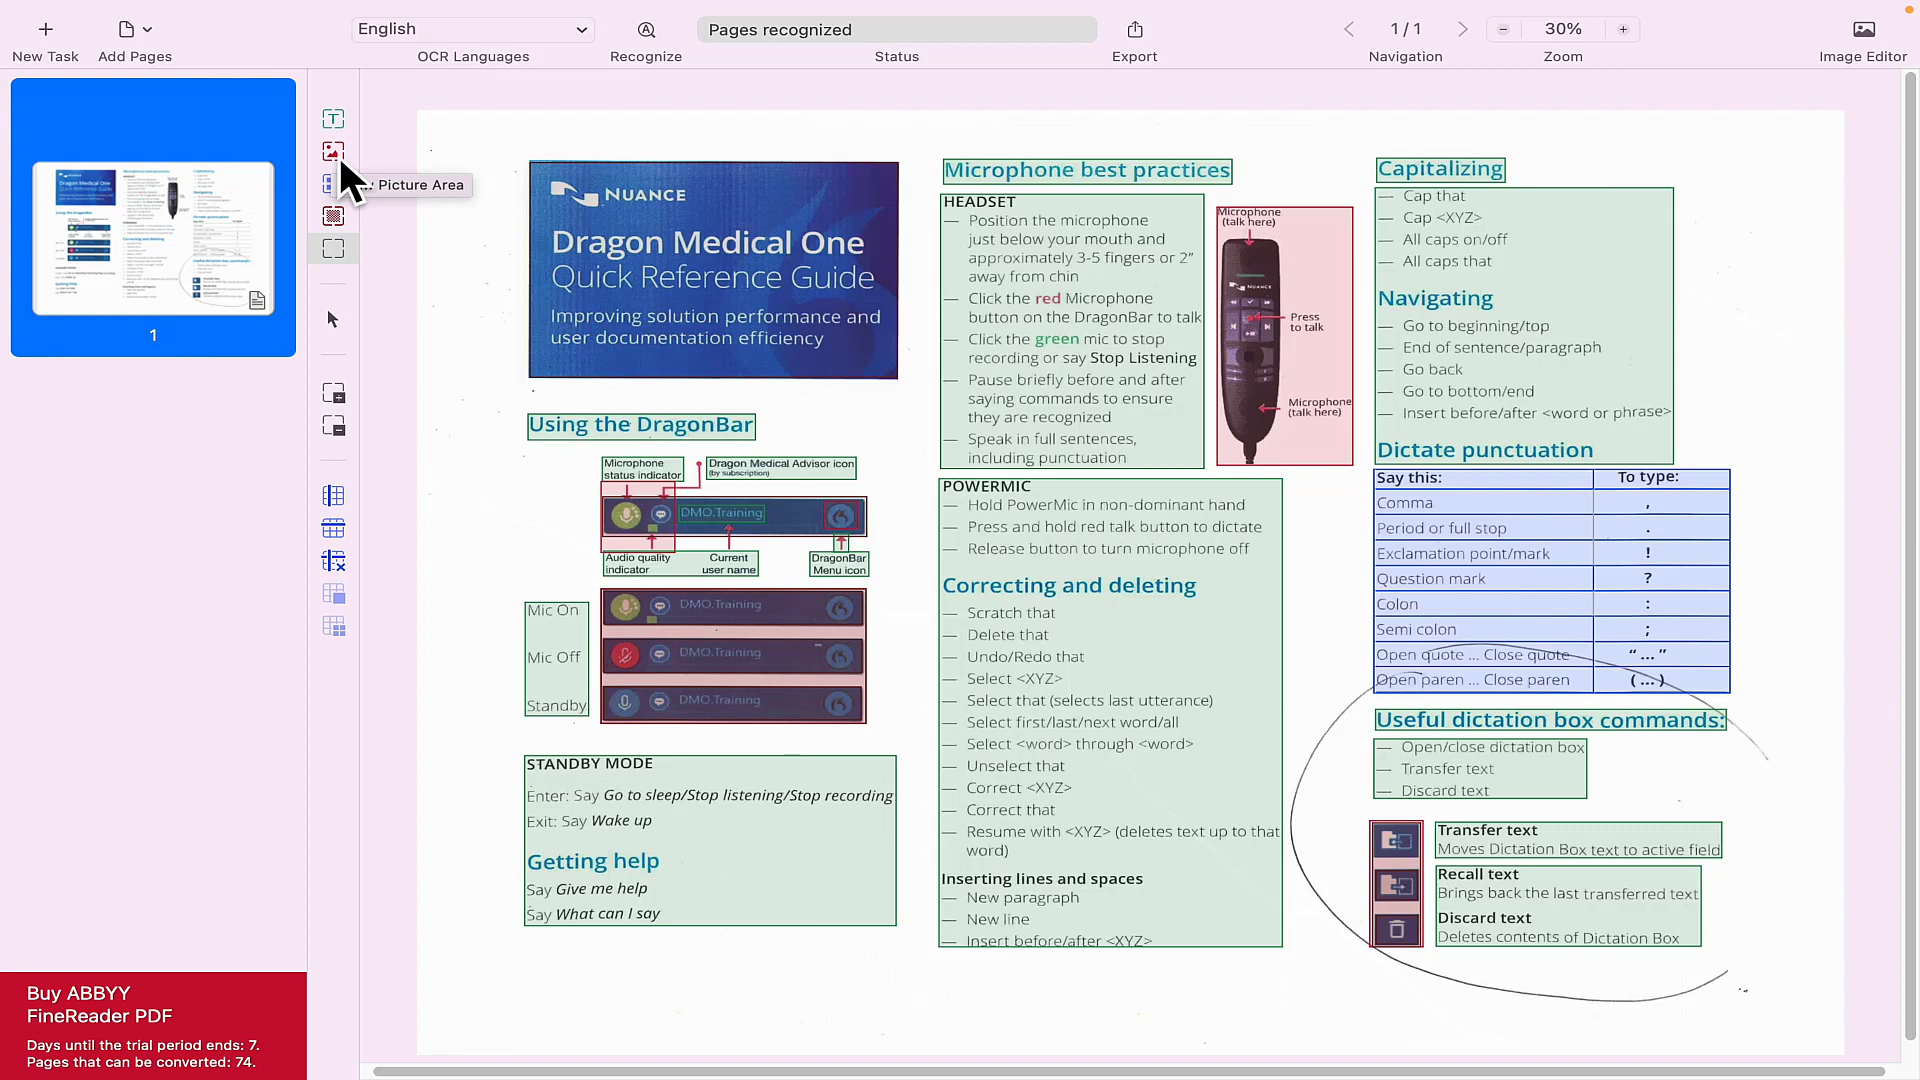 English
Pages recognized
1 / 1
30%
New Task
Add Pages
OCR Languages
Recognize
Status
Export
Navigation
Zoom
Image Editor
Picture Area
1
Buy ABBYY
FineReader PDF
Days until the trial period ends: 7.
Pages that can be converted: 74.
NUANCE
Dragon Medical One
Quick Reference Guide
Improving solution performance and
user documentation efficiency
Using the DragonBar
Microphone
status indicator
Dragon Medical Advisor icon
(by subscription)
DMO.Training
Audio quality
indicator
Current
user name
DragonBar
Menu icon
Mic On
DMO.Training
Mic Off
DMO.Training
Standby
DMO.Training
STANDBY MODE
Enter: Say Go to sleep/Stop listening/Stop recording
Exit: Say Wake up
Getting help
Say Give me help
Say What can I say
Microphone best practices
HEADSET
— Position the microphone
just below your mouth and
approximately 3-5 fingers or 2”
away from chin
— Click the red Microphone
button on the DragonBar to talk
— Click the green mic to stop
recording or say Stop Listening
— Pause briefly before and after
saying commands to ensure
they are recognized
— Speak in full sentences,
including punctuation
Microphone
(talk here)
NUANCE
Press
to talk
Microphone
(talk here)
POWERMIC
— Hold PowerMic in non-dominant hand
— Press and hold red talk button to dictate
— Release button to turn microphone off
Correcting and deleting
— Scratch that
— Delete that
— Undo/Redo that
— Select <XYZ>
— Select that (selects last utterance)
— Select first/last/next word/all
— Select <word> through <word>
— Unselect that
— Correct <XYZ>
— Correct that
— Resume with <XYZ> (deletes text up to that
word)
Inserting lines and spaces
— New paragraph
— New line
— Insert before/after <XYZ>
Capitalizing
— Cap that
— Cap <XYZ>
— All caps on/off
— All caps that
Navigating
— Go to beginning/top
— End of sentence/paragraph
— Go back
— Go to bottom/end
— Insert before/after <word or phrase>
Dictate punctuation
Say this: To type:
Comma ,
Period or full stop .
Exclamation point/mark !
Question mark ?
Colon :
Semi colon ;
Open quote ... Close quote “ ... ”
Open paren ... Close paren ( ... )
Useful dictation box commands:
— Open/close dictation box
— Transfer text
— Discard text
Transfer text
Moves Dictation Box text to active field
Recall text
Brings back the last transferred text
Discard text
Deletes contents of Dictation Box